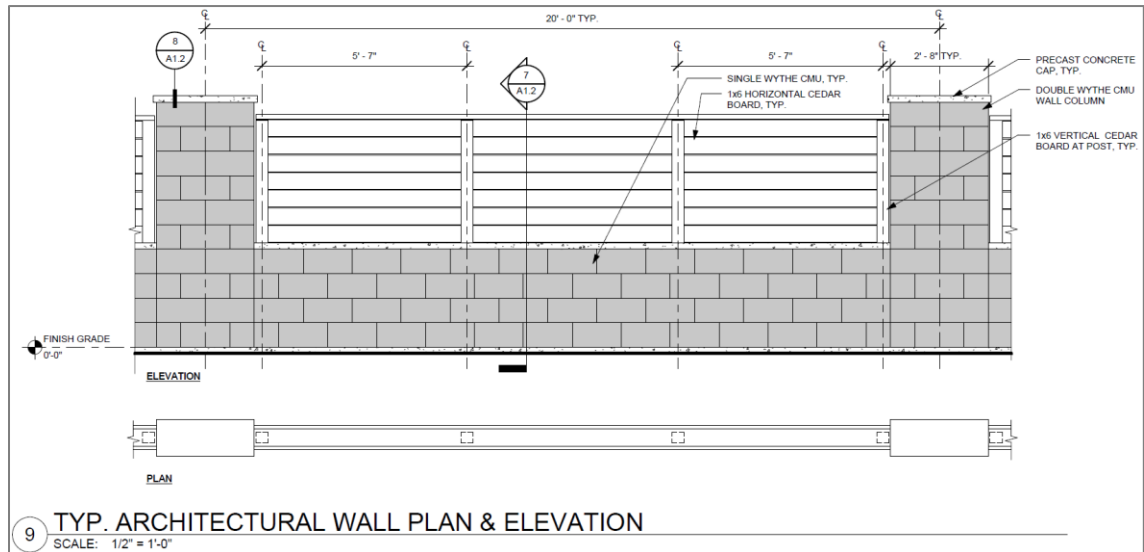 20' - 0" TYP.
8
A1.2
5' - 7"
7
A1.2
5' - 7"
2' - 8" TYP.
SINGLE WYTHE CMU, TYP.
1x6 HORIZONTAL CEDAR
BOARD, TYP.
PRECAST CONCRETE
CAP, TYP.
DOUBLE WYTHE CMU
WALL COLUMN
1x6 VERTICAL CEDAR
BOARD AT POST, TYP.
FINISH GRADE
0'-0"
ELEVATION
PLAN
9
TYP. ARCHITECTURAL WALL PLAN & ELEVATION
SCALE: 1/2" = 1'-0"